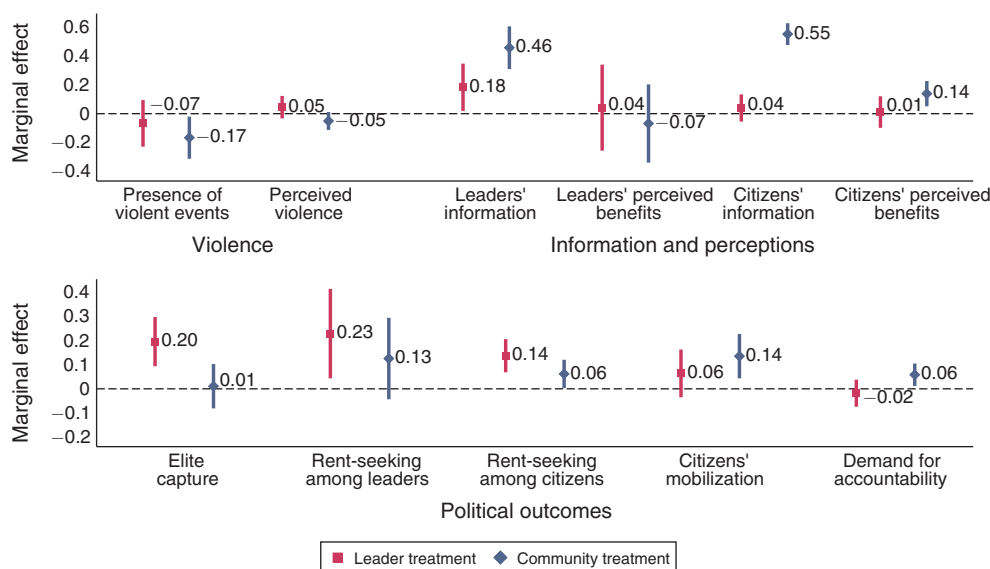 Marginal effect
0.6
0.4
0.2
0
−0.2
−0.4
−0.07
−0.17
0.05
−0.05
0.18
0.46
0.04
−0.07
0.04
0.55
0.01
0.14
Presence of
violent events
Perceived
violence
Leaders'
information
Leaders' perceived
benefits
Citizens'
information
Citizens' perceived
benefits
Violence
Information and perceptions
Marginal effect
0.4
0.3
0.2
0.1
0
−0.1
−0.2
0.20
0.01
0.23
0.13
0.14
0.06
0.06
0.14
−0.02
0.06
Elite
capture
Rent-seeking
among leaders
Rent-seeking
among citizens
Citizens'
mobilization
Demand for
accountability
Political outcomes
Leader treatment
Community treatment